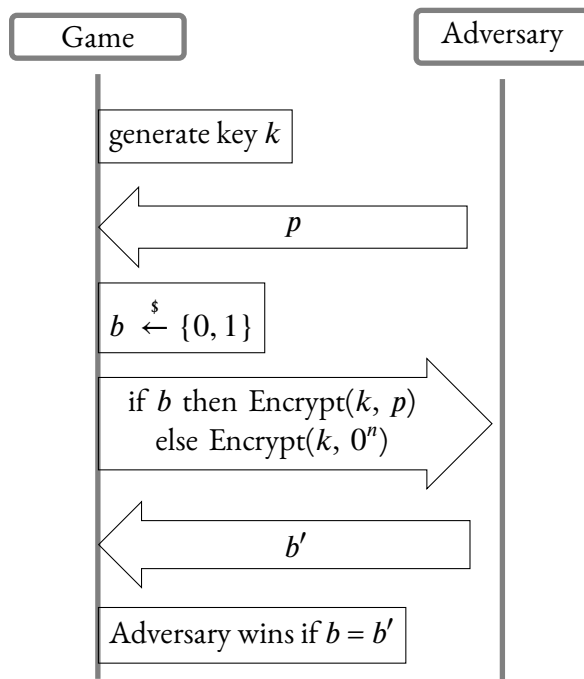 Game
Adversary
generate key k
p
b ←$ {0, 1}
if b then Encrypt(k, p)
else Encrypt(k, 0ⁿ)
b′
Adversary wins if b = b′